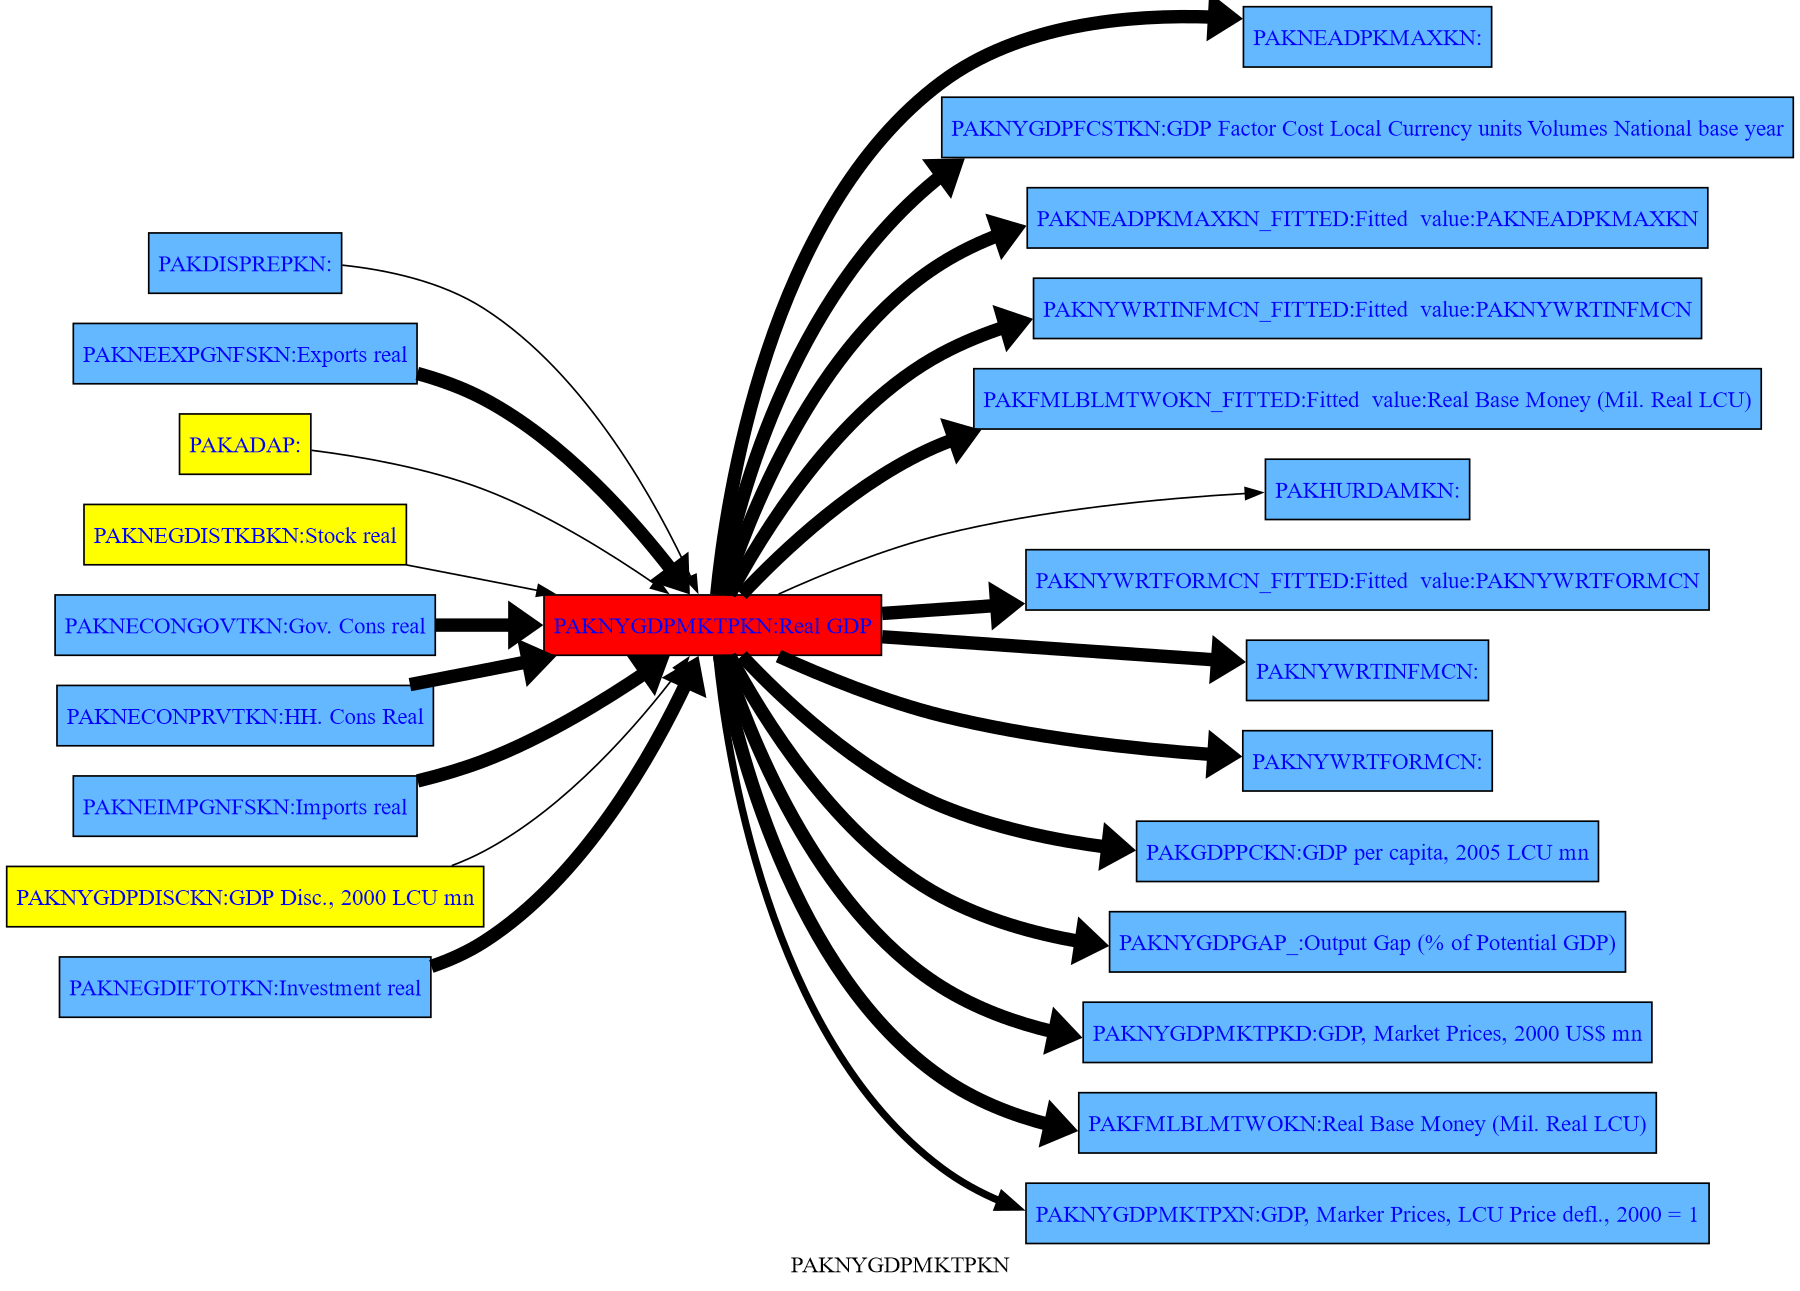 PAKDISPREPKN:
PAKNEEXPGNFSKN:Exports real
PAKADAP:
PAKNEGDISTKBKN:Stock real
PAKNECONGOVTKN:Gov. Cons real
PAKNECONPRVTKN:HH. Cons Real
PAKNEIMPGNFSKN:Imports real
PAKNYGDPDISCKN:GDP Disc., 2000 LCU mn
PAKNEGDIFTOTKN:Investment real
PAKNYGDPMKTPKN:Real GDP
PAKNEADPKMAXKN:
PAKNYGDPFCSTKN:GDP Factor Cost Local Currency units Volumes National base year
PAKNEADPKMAXKN_FITTED:Fitted  value:PAKNEADPKMAXKN
PAKNYWRTINFMCN_FITTED:Fitted  value:PAKNYWRTINFMCN
PAKFMLBLMTWOKN_FITTED:Fitted  value:Real Base Money (Mil. Real LCU)
PAKHURDAMKN:
PAKNYWRTFORMCN_FITTED:Fitted  value:PAKNYWRTFORMCN
PAKNYWRTINFMCN:
PAKNYWRTFORMCN:
PAKGDPPCKN:GDP per capita, 2005 LCU mn
PAKNYGDPGAP_:Output Gap (% of Potential GDP)
PAKNYGDPMKTPKD:GDP, Market Prices, 2000 US$ mn
PAKFMLBLMTWOKN:Real Base Money (Mil. Real LCU)
PAKNYGDPMKTPXN:GDP, Marker Prices, LCU Price defl., 2000 = 1
PAKNYGDPMKTPKN